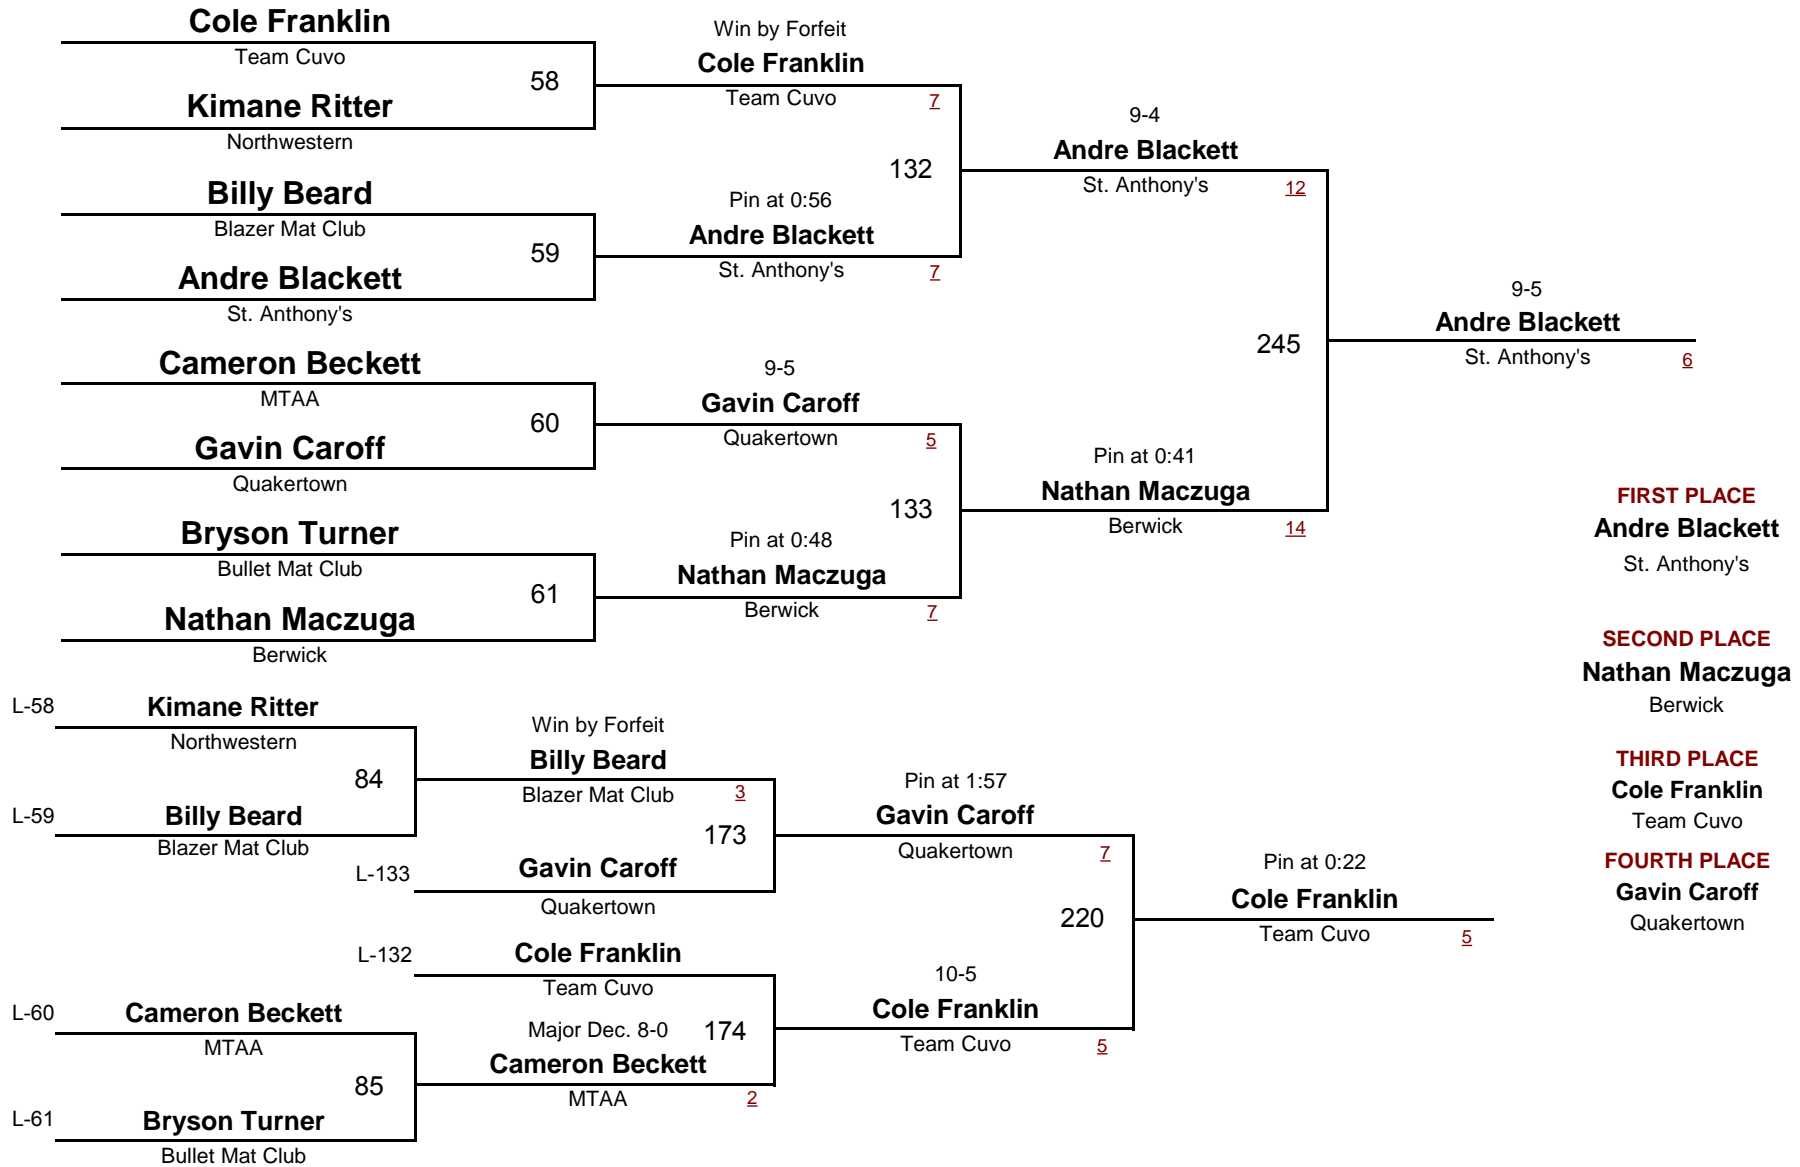 Cole Franklin
Team Cuvo
58
Kimane Ritter
Northwestern
Billy Beard
Blazer Mat Club
59
Andre Blackett
St. Anthony's
Cameron Beckett
MTAA
60
Gavin Caroff
Quakertown
Bryson Turner
Bullet Mat Club
61
Nathan Maczuga
Berwick
Win by Forfeit
Cole Franklin
Team Cuvo 7
132
Pin at 0:56
Andre Blackett
St. Anthony's 7
9-5
Gavin Caroff
Quakertown 5
133
Pin at 0:48
Nathan Maczuga
Berwick 7
9-4
Andre Blackett
St. Anthony's 12
245
Pin at 0:41
Nathan Maczuga
Berwick 14
9-5
Andre Blackett
St. Anthony's 6
FIRST PLACE
Andre Blackett
St. Anthony's
SECOND PLACE
Nathan Maczuga
Berwick
THIRD PLACE
Cole Franklin
Team Cuvo
FOURTH PLACE
Gavin Caroff
Quakertown
L-58 Kimane Ritter
Northwestern
84
L-59 Billy Beard
Blazer Mat Club
Win by Forfeit
Billy Beard
Blazer Mat Club 3
173
L-133 Gavin Caroff
Quakertown
L-132 Cole Franklin
Team Cuvo
Major Dec. 8-0 174
Cameron Beckett
MTAA 2
L-60 Cameron Beckett
MTAA
85
L-61 Bryson Turner
Bullet Mat Club
Pin at 1:57
Gavin Caroff
Quakertown 7
220
10-5
Cole Franklin
Team Cuvo 5
Pin at 0:22
Cole Franklin
Team Cuvo 5